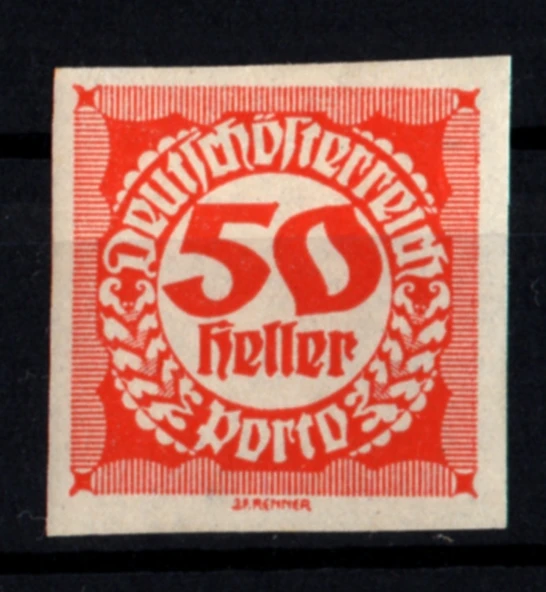 Deutſchöſterreich
50
Heller
Porto
J.F. RENNER